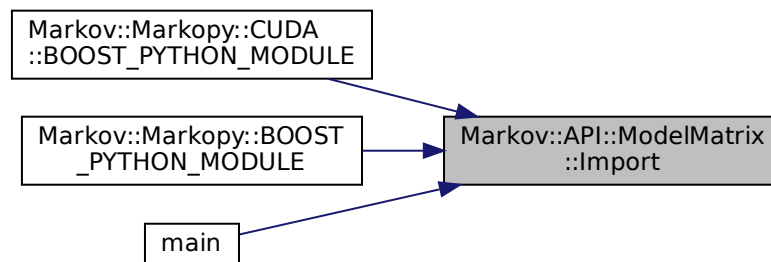 Markov::Markopy::CUDA
::BOOST_PYTHON_MODULE
Markov::Markopy::BOOST
_PYTHON_MODULE
main
Markov::API::ModelMatrix
::Import